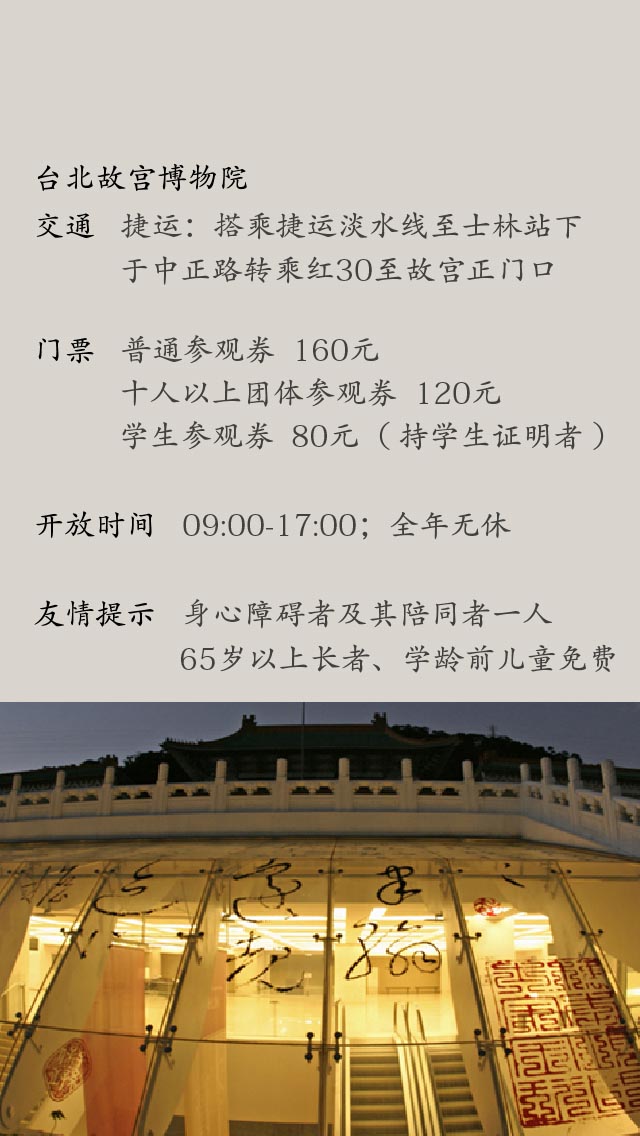 台北故宫博物院
交通 捷运：搭乘捷运淡水线至士林站下
于中正路转乘红30至故宫正门口
门票 普通参观券 160元
十人以上团体参观券 120元
学生参观券 80元（持学生证明者）
开放时间 09:00-17:00；全年无休
友情提示 身心障碍者及其陪同者一人
65岁以上长者、学龄前儿童免费